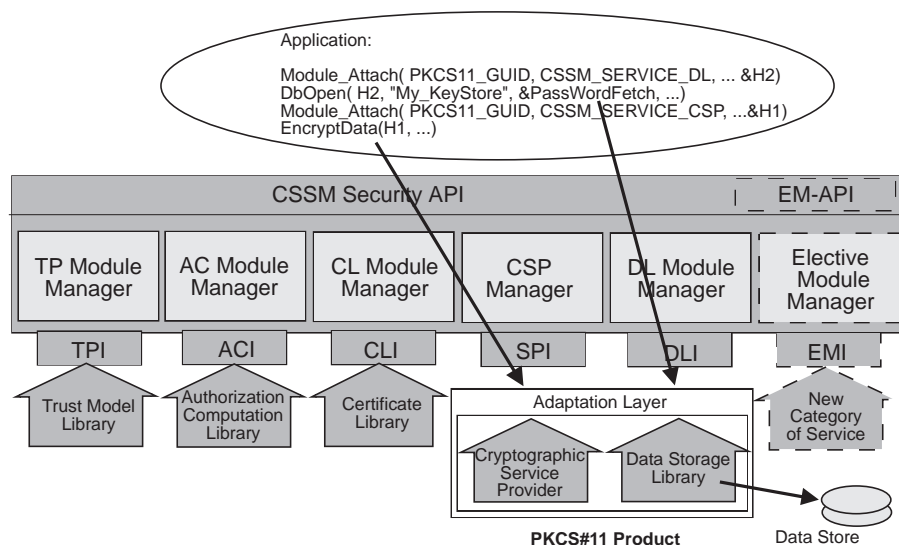 Application:
Module_Attach( PKCS11_GUID, CSSM_SERVICE_DL, ... &H2)
DbOpen( H2, "My_KeyStore", &PassWordFetch, ...)
Module_Attach( PKCS11_GUID, CSSM_SERVICE_CSP, ...&H1)
EncryptData(H1, ...)
CSSM Security API
EM-API
TP Module
Manager
AC Module
Manager
CL Module
Manager
CSP
Manager
DL Module
Manager
Elective
Module
Manager
TPI
ACI
CLI
SPI
DLI
EMI
Trust Model
Library
Authorization
Computation
Library
Certificate
Library
Adaptation Layer
Cryptographic
Service
Provider
Data Storage
Library
New
Category
of Service
PKCS#11 Product
Data Store